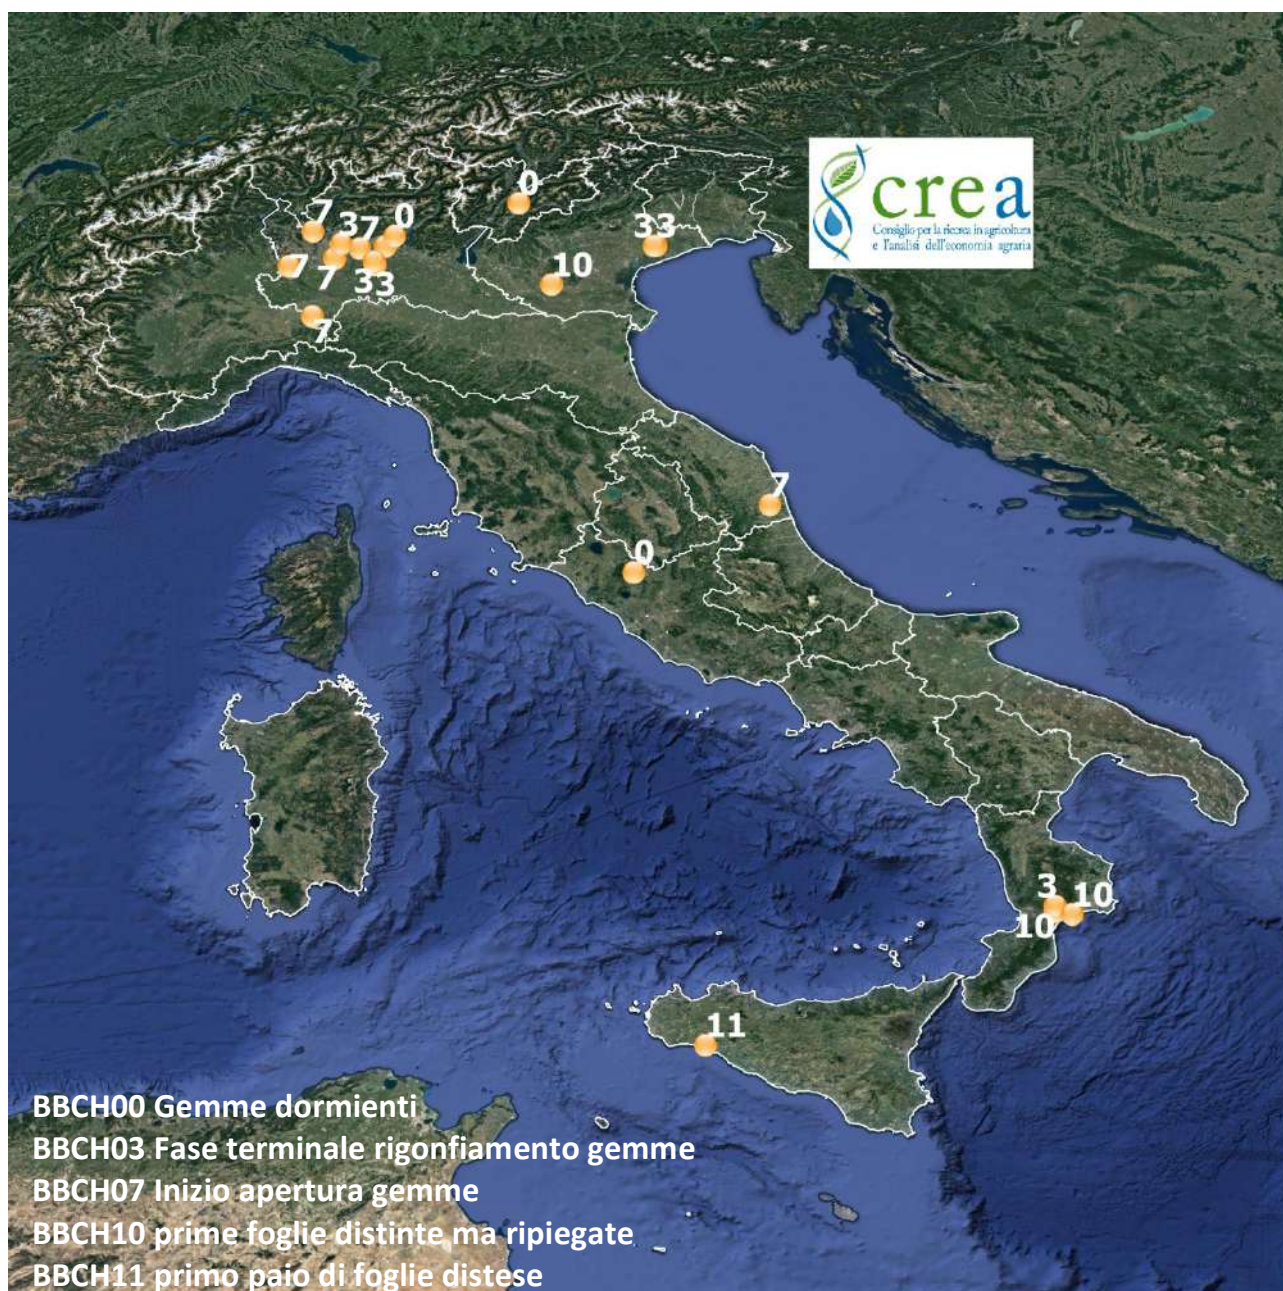 0
7
3
7
0
33
crea
Consiglio per la ricerca in agricoltura
e l'analisi dell'economia agraria
7
7
33
10
7
7
0
3
10
10
11
BBCH00 Gemme dormienti
BBCH03 Fase terminale rigonfiamento gemme
BBCH07 Inizio apertura gemme
BBCH10 prime foglie distinte ma ripiegate
BBCH11 primo paio di foglie distese